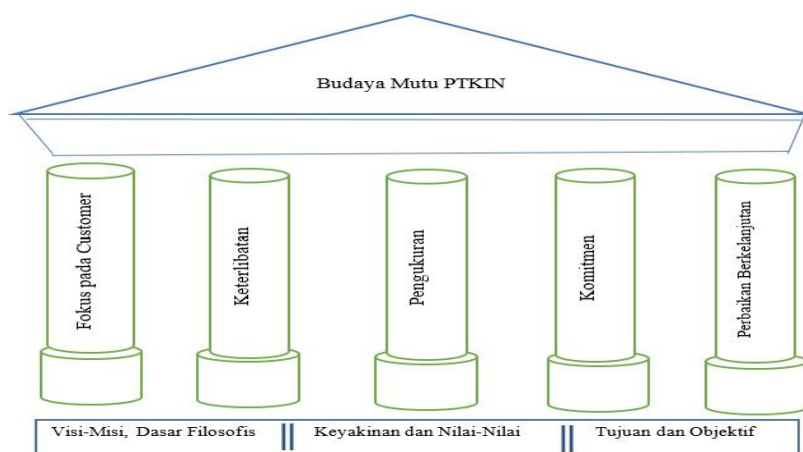 Budaya Mutu PTKIN
Fokus pada Customer
Keterlibatan
Pengukuran
Komitmen
Perbaikan Berkelanjutan
Visi-Misi, Dasar Filosofis
Keyakinan dan Nilai-Nilai
Tujuan dan Objektif